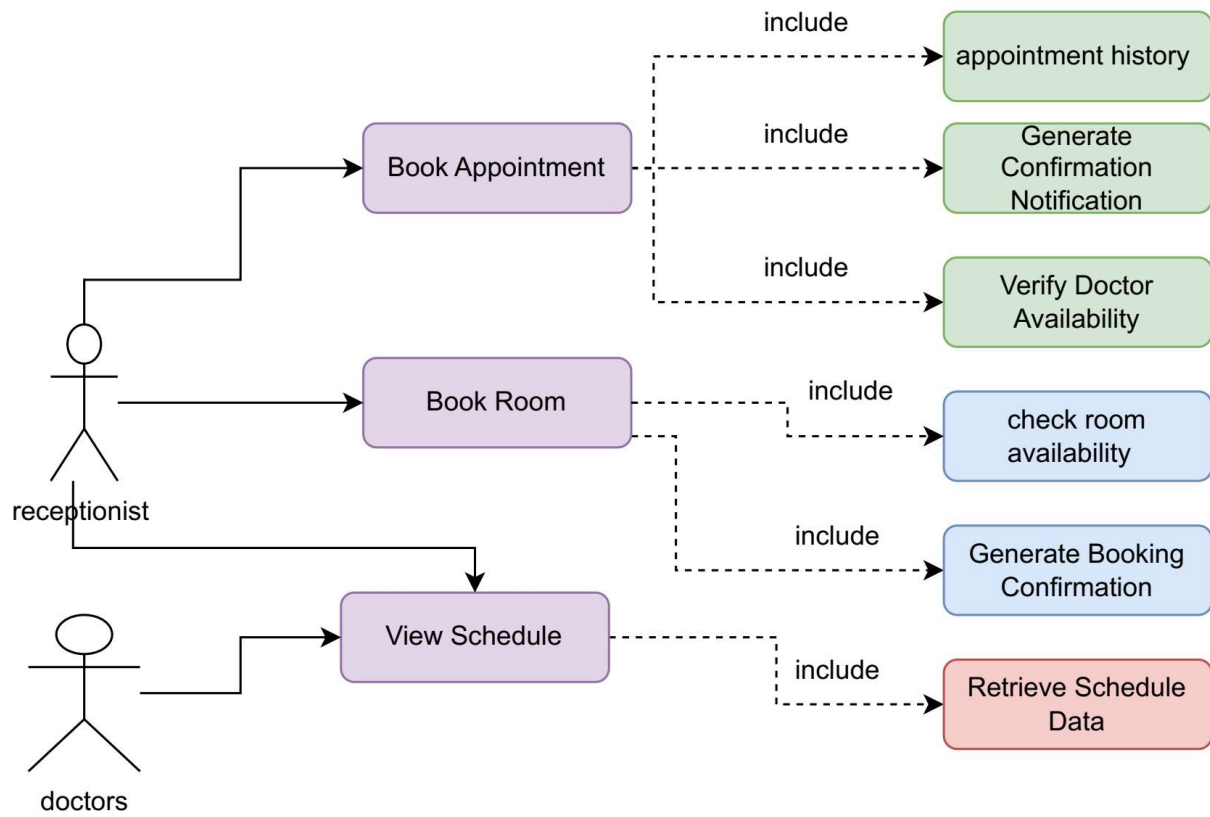 include
appointment history
Book Appointment
include
Generate
Confirmation
Notification
include
Verify Doctor
Availability
receptionist
Book Room
include
check room
availability
include
Generate Booking
Confirmation
doctors
View Schedule
include
Retrieve Schedule
Data